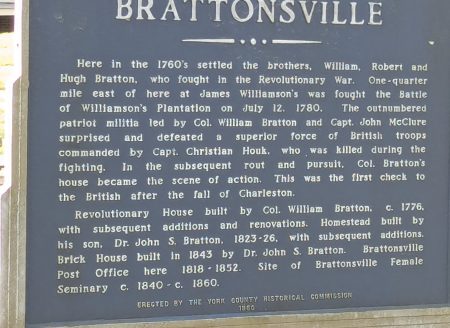 BRATTONSVILLE
Here in the 1760's settled the brothers, William, Robert and
Hugh Bratton, who fought in the Revolutionary War. One-quarter
mile east of here at James Williamson's was fought the Battle
of Williamson's Plantation on July 12, 1780. The outnumbered
patriot militia led by Col. William Bratton and Capt. John McClure
surprised and defeated a superior force of British troops
commanded by Capt. Christian Houk, who was killed during the
fighting. In the subsequent rout and pursuit, Col. Bratton's
house became the scene of action. This was the first check to
the British after the fall of Charleston.
Revolutionary House built by Col. William Bratton, c. 1776,
with subsequent additions and renovations. Homestead built by
his son, Dr. John S. Bratton, 1823-26, with subsequent additions.
Brick House built in 1843 by Dr. John S. Bratton. Brattonsville
Post Office here 1818-1852. Site of Brattonsville Female
Seminary c. 1840-c. 1860.
ERECTED BY THE YORK COUNTY HISTORICAL COMMISSION